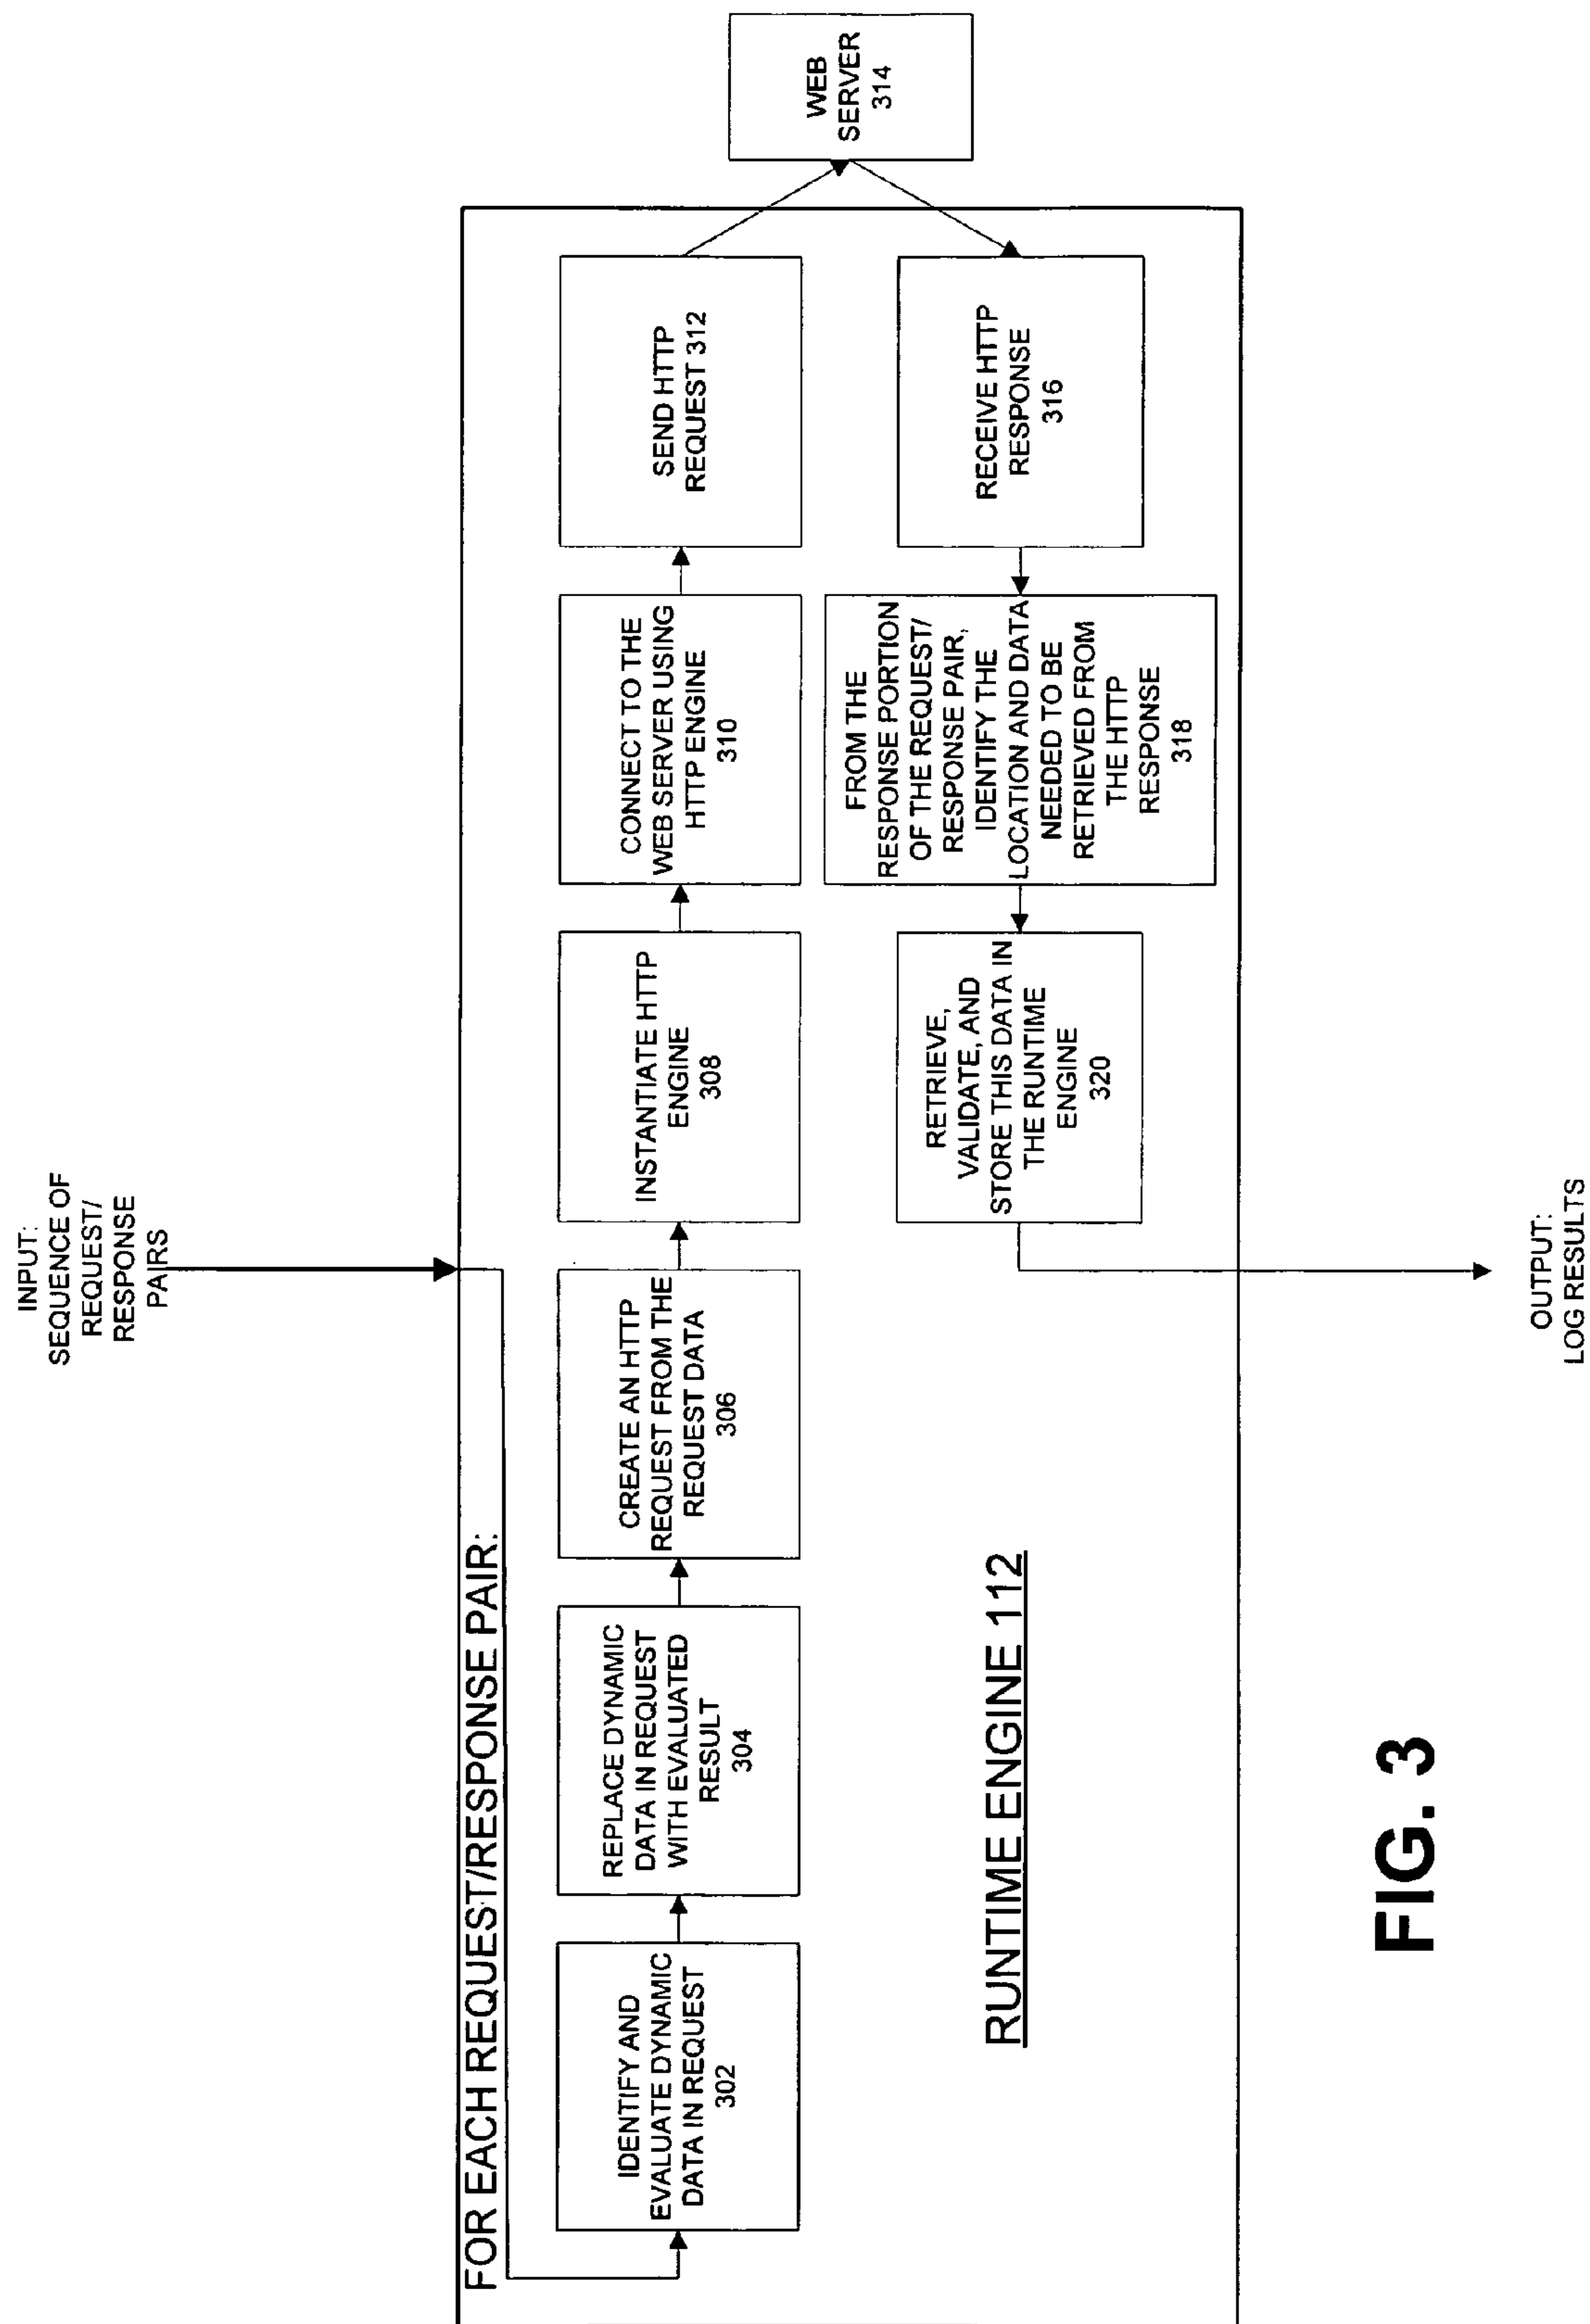 INPUT:
SEQUENCE OF
REQUEST/
RESPONSE
PAIRS
FOR EACH REQUEST/RESPONSE PAIR:
IDENTIFY AND
EVALUATE DYNAMIC
DATA IN REQUEST
302
REPLACE DYNAMIC
DATA IN REQUEST
WITH EVALUATED
RESULT
304
CREATE AN HTTP
REQUEST FROM THE
REQUEST DATA
306
INSTANTIATE HTTP
ENGINE
308
CONNECT TO THE
WEB SERVER USING
HTTP ENGINE
310
SEND HTTP
REQUEST 312
WEB
SERVER
314
RECEIVE HTTP
RESPONSE
316
FROM THE
RESPONSE PORTION
OF THE REQUEST/
RESPONSE PAIR,
IDENTIFY THE
LOCATION AND DATA
NEEDED TO BE
RETRIEVED FROM
THE HTTP
RESPONSE
318
RETRIEVE,
VALIDATE, AND
STORE THIS DATA IN
THE RUNTIME
ENGINE
320
RUNTIME ENGINE 112
OUTPUT:
LOG RESULTS
FIG. 3